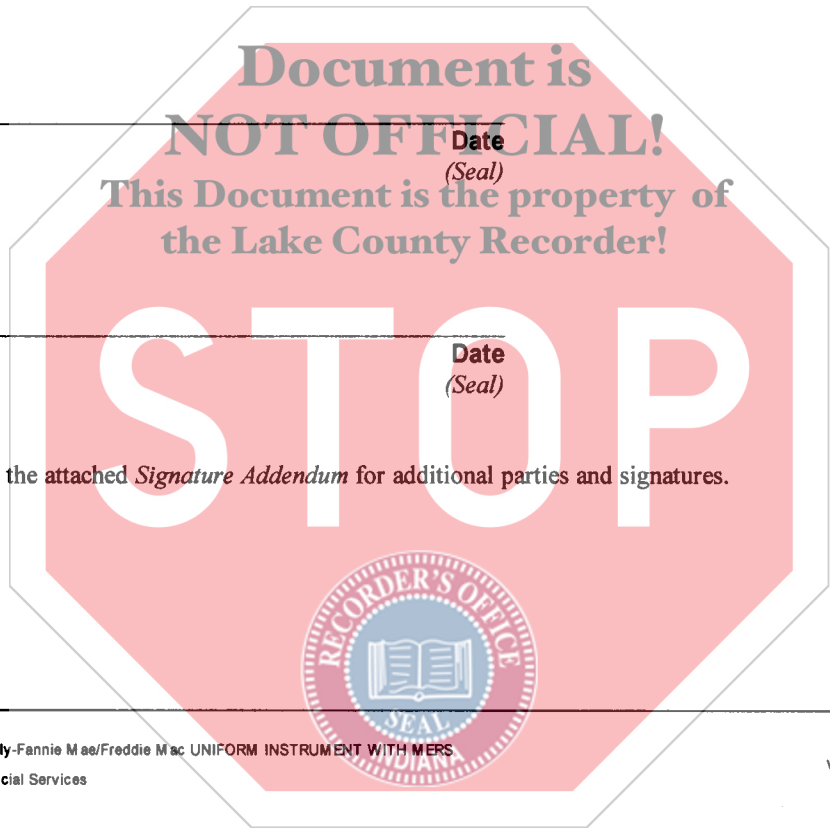 Document is
NOT OFFICIAL!
Date
(Seal)
This Document is the property of
the Lake County Recorder!
STOP
Date
(Seal)
the attached Signature Addendum for additional parties and signatures.
RECORDER'S OFFICE
SEAL
INDIANA
ly-Fannie Mae/Freddie Mac UNIFORM INSTRUMENT WITH MERS
cial Services